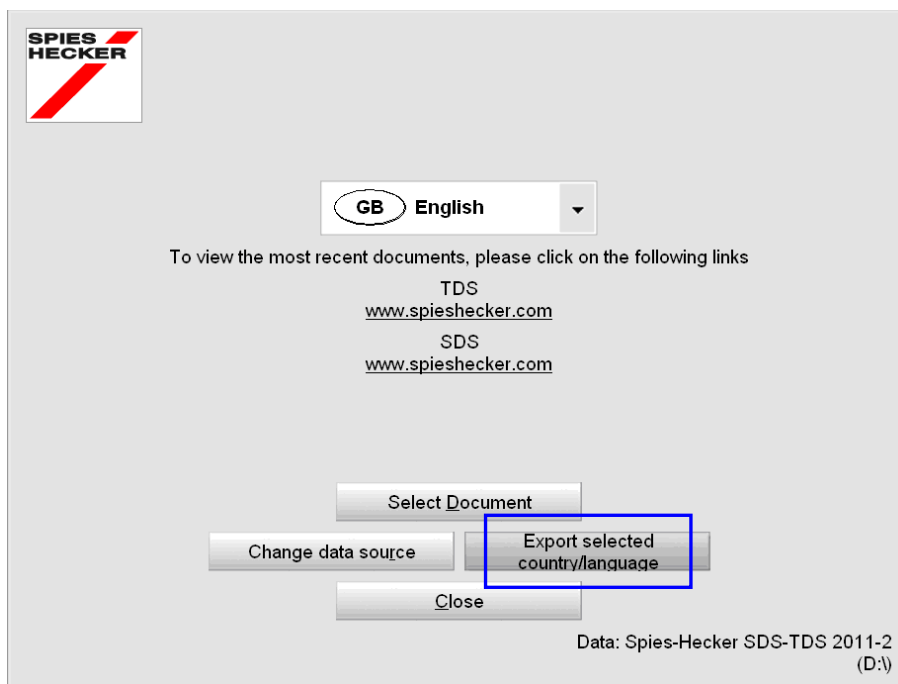 SPIES
HECKER
GB English
To view the most recent documents, please click on the following links
TDS
www.spieshecker.com
SDS
www.spieshecker.com
Select Document
Change data source
Export selected
country/language
Close
Data: Spies-Hecker SDS-TDS 2011-2
(D:\)